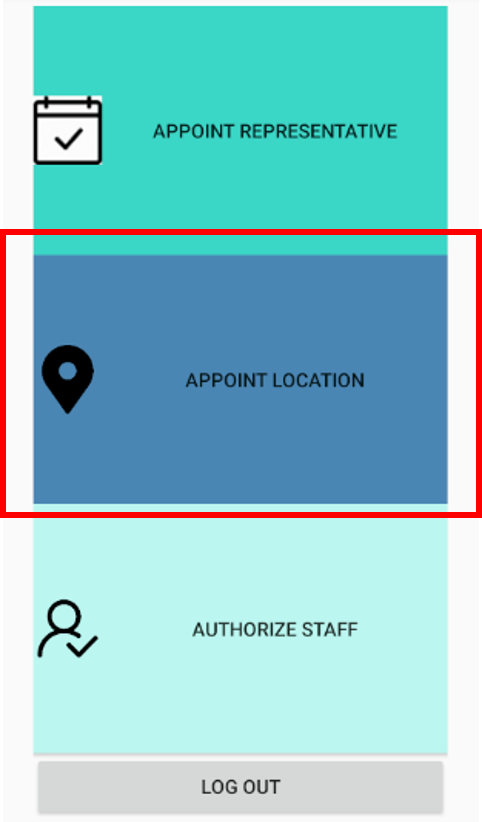 APPOINT REPRESENTATIVE
APPOINT LOCATION
AUTHORIZE STAFF
LOG OUT